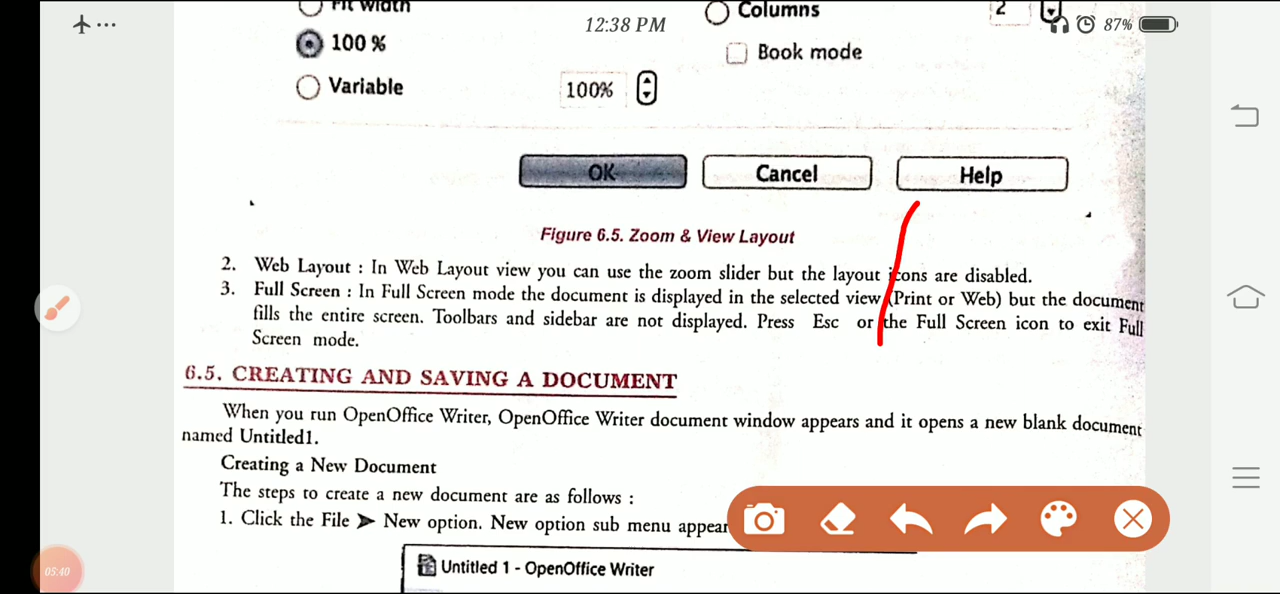 Fit width
Columns
2
12:38 PM
87%
100 %
Book mode
Variable
100%
OK
Cancel
Help
Figure 6.5. Zoom & View Layout
2. Web Layout : In Web Layout view you can use the zoom slider but the layout icons are disabled.
3. Full Screen : In Full Screen mode the document is displayed in the selected view (Print or Web) but the document
fills the entire screen. Toolbars and sidebar are not displayed. Press Esc or the Full Screen icon to exit Full
Screen mode.
6.5. CREATING AND SAVING A DOCUMENT
When you run OpenOffice Writer, OpenOffice Writer document window appears and it opens a new blank document
named Untitled1.
Creating a New Document
The steps to create a new document are as follows :
1. Click the File ➤ New option. New option sub menu appear
Untitled 1 - OpenOffice Writer
05:40